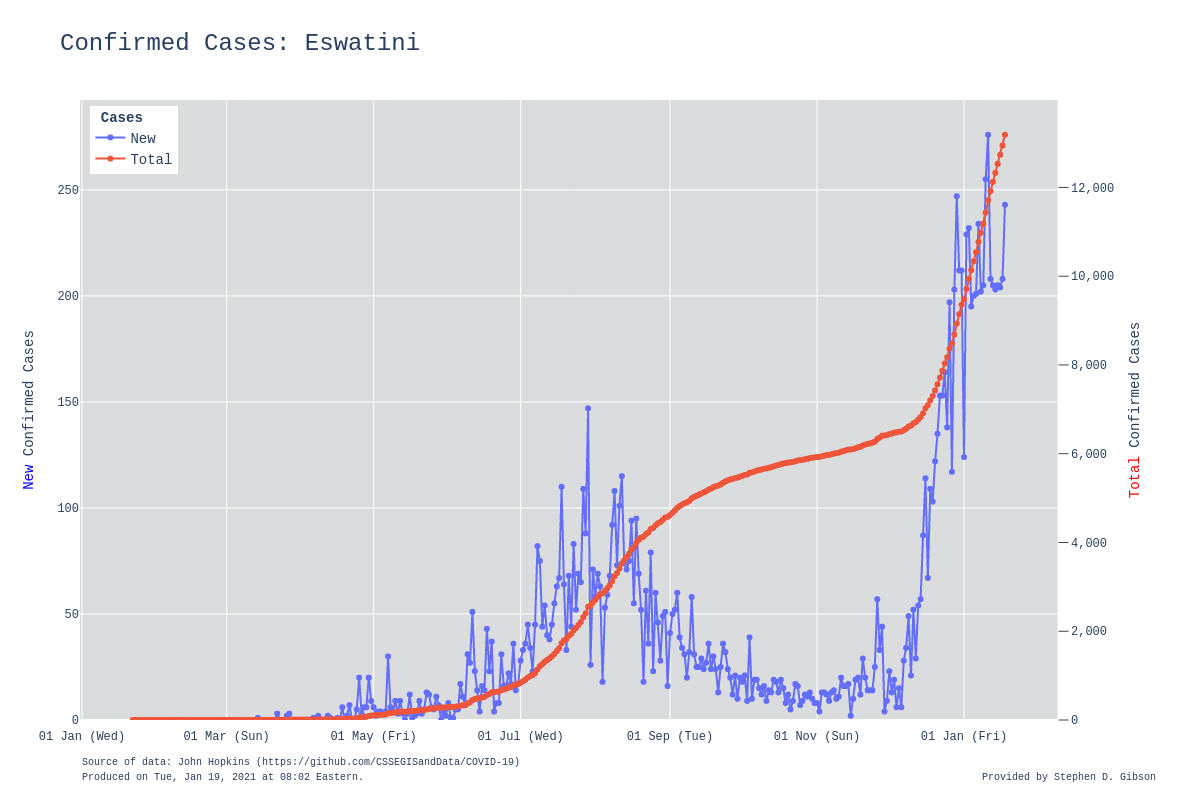 Confirmed Cases: Eswatini
Cases
New
Total
250
200
150
100
50
0
12,000
10,000
8,000
6,000
4,000
2,000
0
New Confirmed Cases
Total Confirmed Cases
01 Jan (Wed)
01 Mar (Sun)
01 May (Fri)
01 Jul (Wed)
01 Sep (Tue)
01 Nov (Sun)
01 Jan (Fri)
Source of data: John Hopkins (https://github.com/CSSEGISandData/COVID-19)
Produced on Tue, Jan 19, 2021 at 08:02 Eastern.
Provided by Stephen D. Gibson